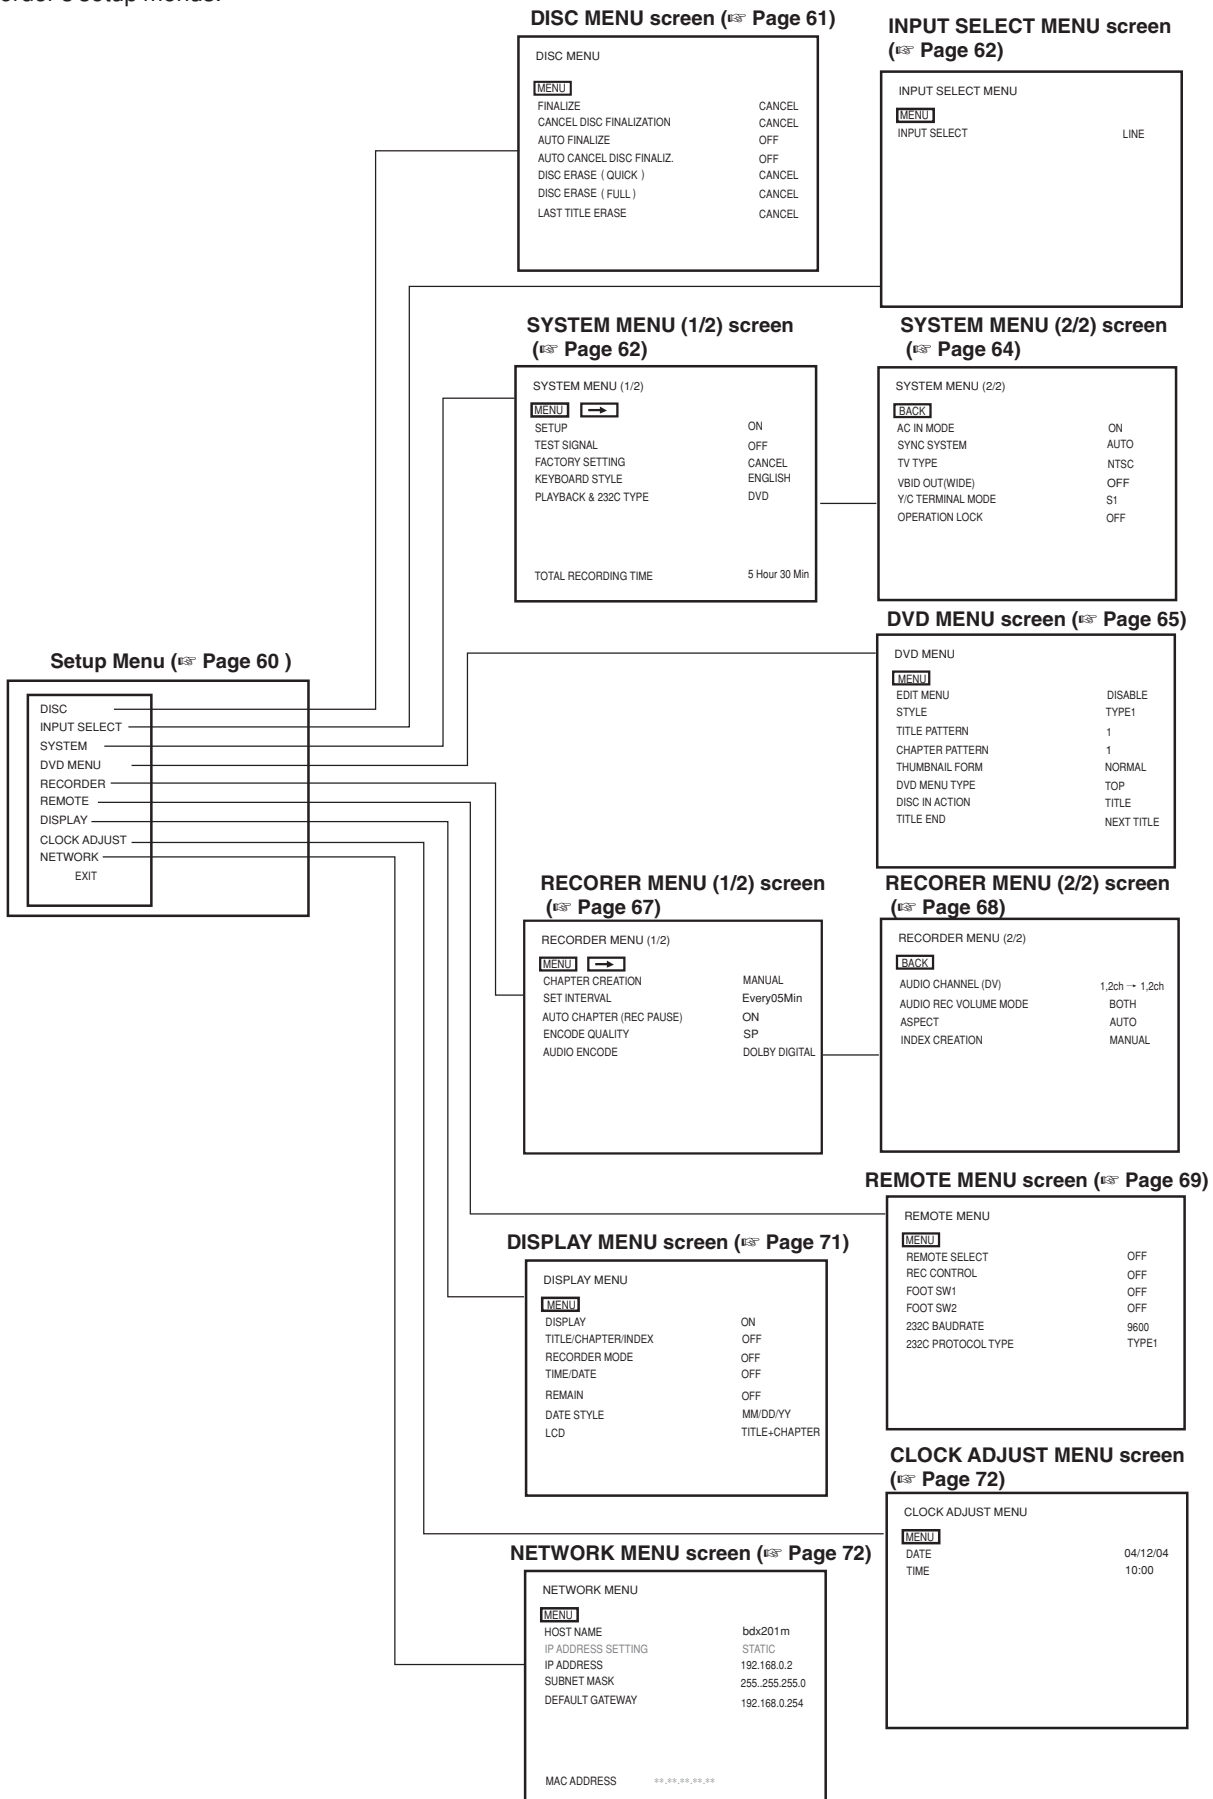 order's setup menus.
DISC MENU screen (☞ Page 61)
DISC MENU
MENU
FINALIZE CANCEL
CANCEL DISC FINALIZATION CANCEL
AUTO FINALIZE OFF
AUTO CANCEL DISC FINALIZ. OFF
DISC ERASE ( QUICK ) CANCEL
DISC ERASE ( FULL ) CANCEL
LAST TITLE ERASE CANCEL
INPUT SELECT MENU screen
(☞ Page 62)
INPUT SELECT MENU
MENU
INPUT SELECT LINE
SYSTEM MENU (1/2) screen
(☞ Page 62)
SYSTEM MENU (1/2)
MENU →
SETUP ON
TEST SIGNAL OFF
FACTORY SETTING CANCEL
KEYBOARD STYLE ENGLISH
PLAYBACK & 232C TYPE DVD
TOTAL RECORDING TIME 5 Hour 30 Min
SYSTEM MENU (2/2) screen
(☞ Page 64)
SYSTEM MENU (2/2)
BACK
AC IN MODE ON
SYNC SYSTEM AUTO
TV TYPE NTSC
VBID OUT(WIDE) OFF
Y/C TERMINAL MODE S1
OPERATION LOCK OFF
Setup Menu (☞ Page 60 )
DISC
INPUT SELECT
SYSTEM
DVD MENU
RECORDER
REMOTE
DISPLAY
CLOCK ADJUST
NETWORK
EXIT
DVD MENU screen (☞ Page 65)
DVD MENU
MENU
EDIT MENU DISABLE
STYLE TYPE1
TITLE PATTERN 1
CHAPTER PATTERN 1
THUMBNAIL FORM NORMAL
DVD MENU TYPE TOP
DISC IN ACTION TITLE
TITLE END NEXT TITLE
RECORER MENU (1/2) screen
(☞ Page 67)
RECORDER MENU (1/2)
MENU →
CHAPTER CREATION MANUAL
SET INTERVAL Every05Min
AUTO CHAPTER (REC PAUSE) ON
ENCODE QUALITY SP
AUDIO ENCODE DOLBY DIGITAL
RECORER MENU (2/2) screen
(☞ Page 68)
RECORDER MENU (2/2)
BACK
AUDIO CHANNEL (DV) 1,2ch → 1,2ch
AUDIO REC VOLUME MODE BOTH
ASPECT AUTO
INDEX CREATION MANUAL
REMOTE MENU screen (☞ Page 69)
REMOTE MENU
MENU
REMOTE SELECT OFF
REC CONTROL OFF
FOOT SW1 OFF
FOOT SW2 OFF
232C BAUDRATE 9600
232C PROTOCOL TYPE TYPE1
DISPLAY MENU screen (☞ Page 71)
DISPLAY MENU
MENU
DISPLAY ON
TITLE/CHAPTER/INDEX OFF
RECORDER MODE OFF
TIME/DATE OFF
REMAIN OFF
DATE STYLE MM/DD/YY
LCD TITLE+CHAPTER
CLOCK ADJUST MENU screen
(☞ Page 72)
CLOCK ADJUST MENU
MENU
DATE 04/12/04
TIME 10:00
NETWORK MENU screen (☞ Page 72)
NETWORK MENU
MENU
HOST NAME bdx201m
IP ADDRESS SETTING STATIC
IP ADDRESS 192.168.0.2
SUBNET MASK 255..255.255.0
DEFAULT GATEWAY 192.168.0.254
MAC ADDRESS **.**.**.**.**